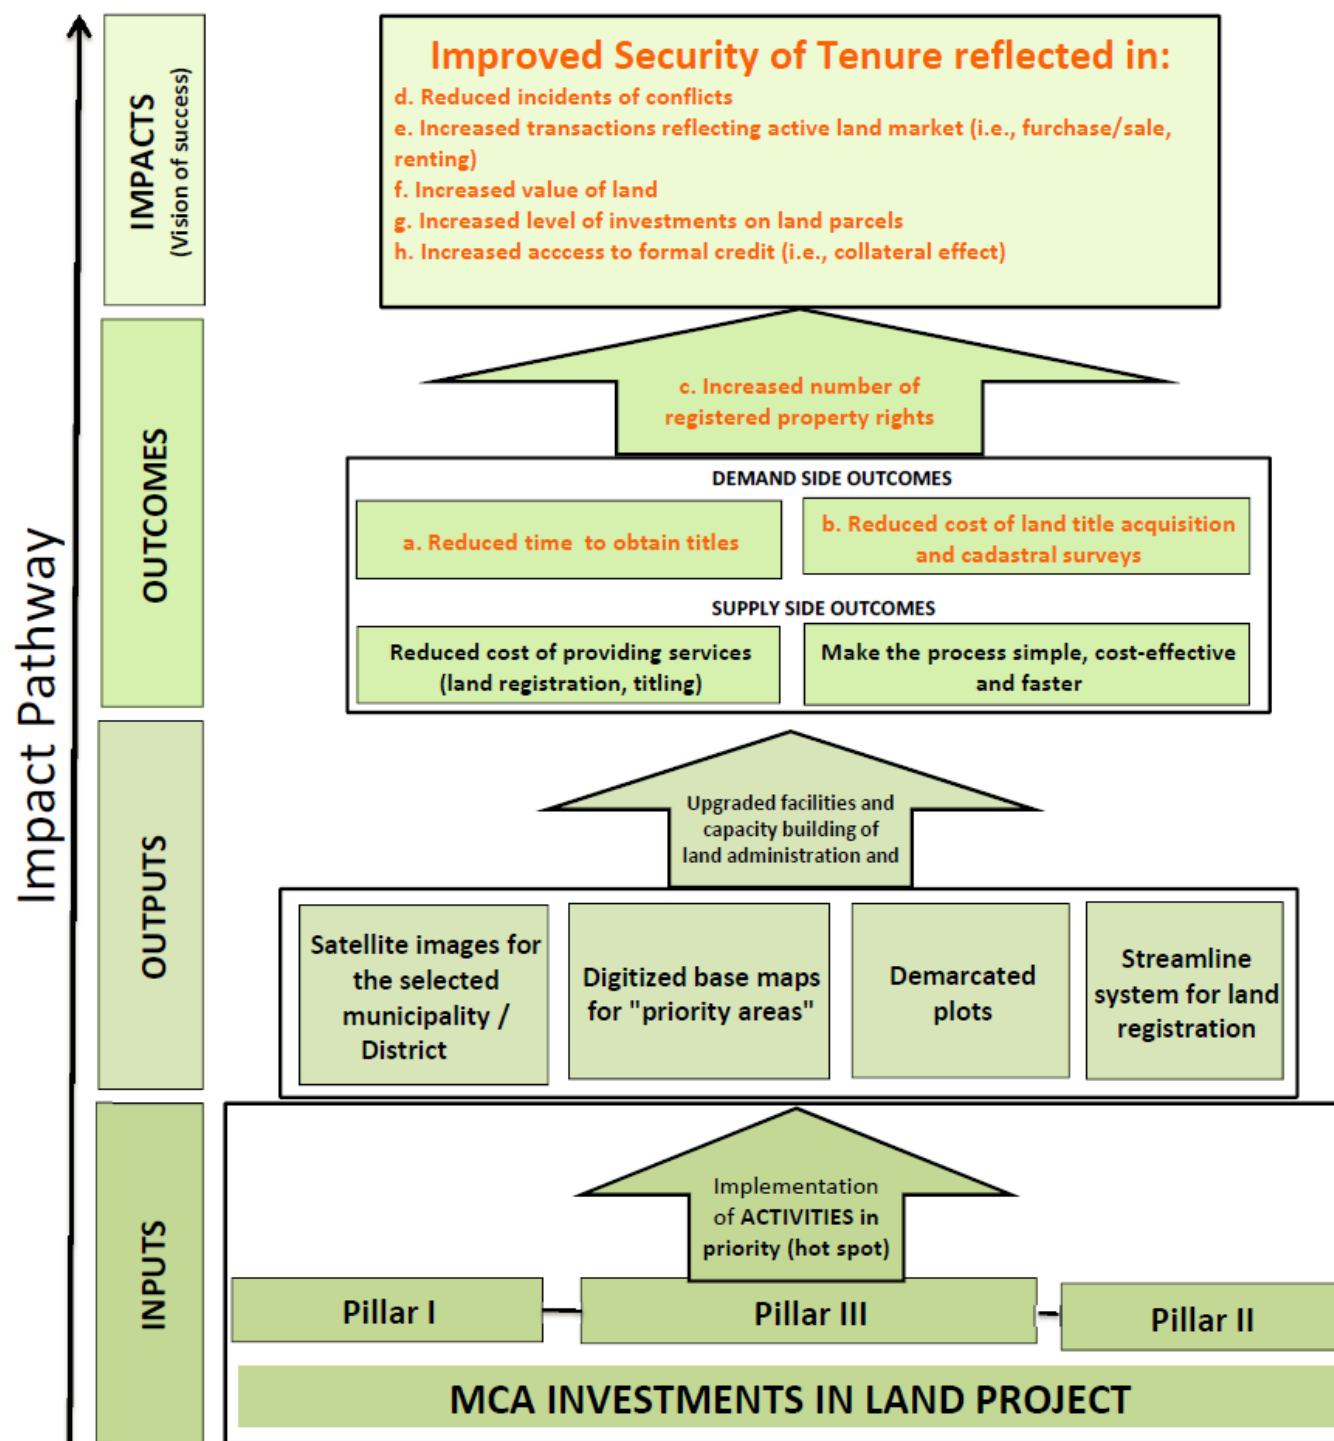 Impact Pathway
IMPACTS
(Vision of success)
Improved Security of Tenure reflected in:
d. Reduced incidents of conflicts
e. Increased transactions reflecting active land market (i.e., furchase/sale,
renting)
f. Increased value of land
g. Increased level of investments on land parcels
h. Increased acccess to formal credit (i.e., collateral effect)
OUTCOMES
c. Increased number of
registered property rights
DEMAND SIDE OUTCOMES
a. Reduced time to obtain titles
b. Reduced cost of land title acquisition
and cadastral surveys
SUPPLY SIDE OUTCOMES
Reduced cost of providing services
(land registration, titling)
Make the process simple, cost-effective
and faster
OUTPUTS
Upgraded facilities and
capacity building of
land administration and
Satellite images for
the selected
municipality /
District
Digitized base maps
for "priority areas"
Demarcated
plots
Streamline
system for land
registration
INPUTS
Implementation
of ACTIVITIES in
priority (hot spot)
Pillar I
Pillar III
Pillar II
MCA INVESTMENTS IN LAND PROJECT